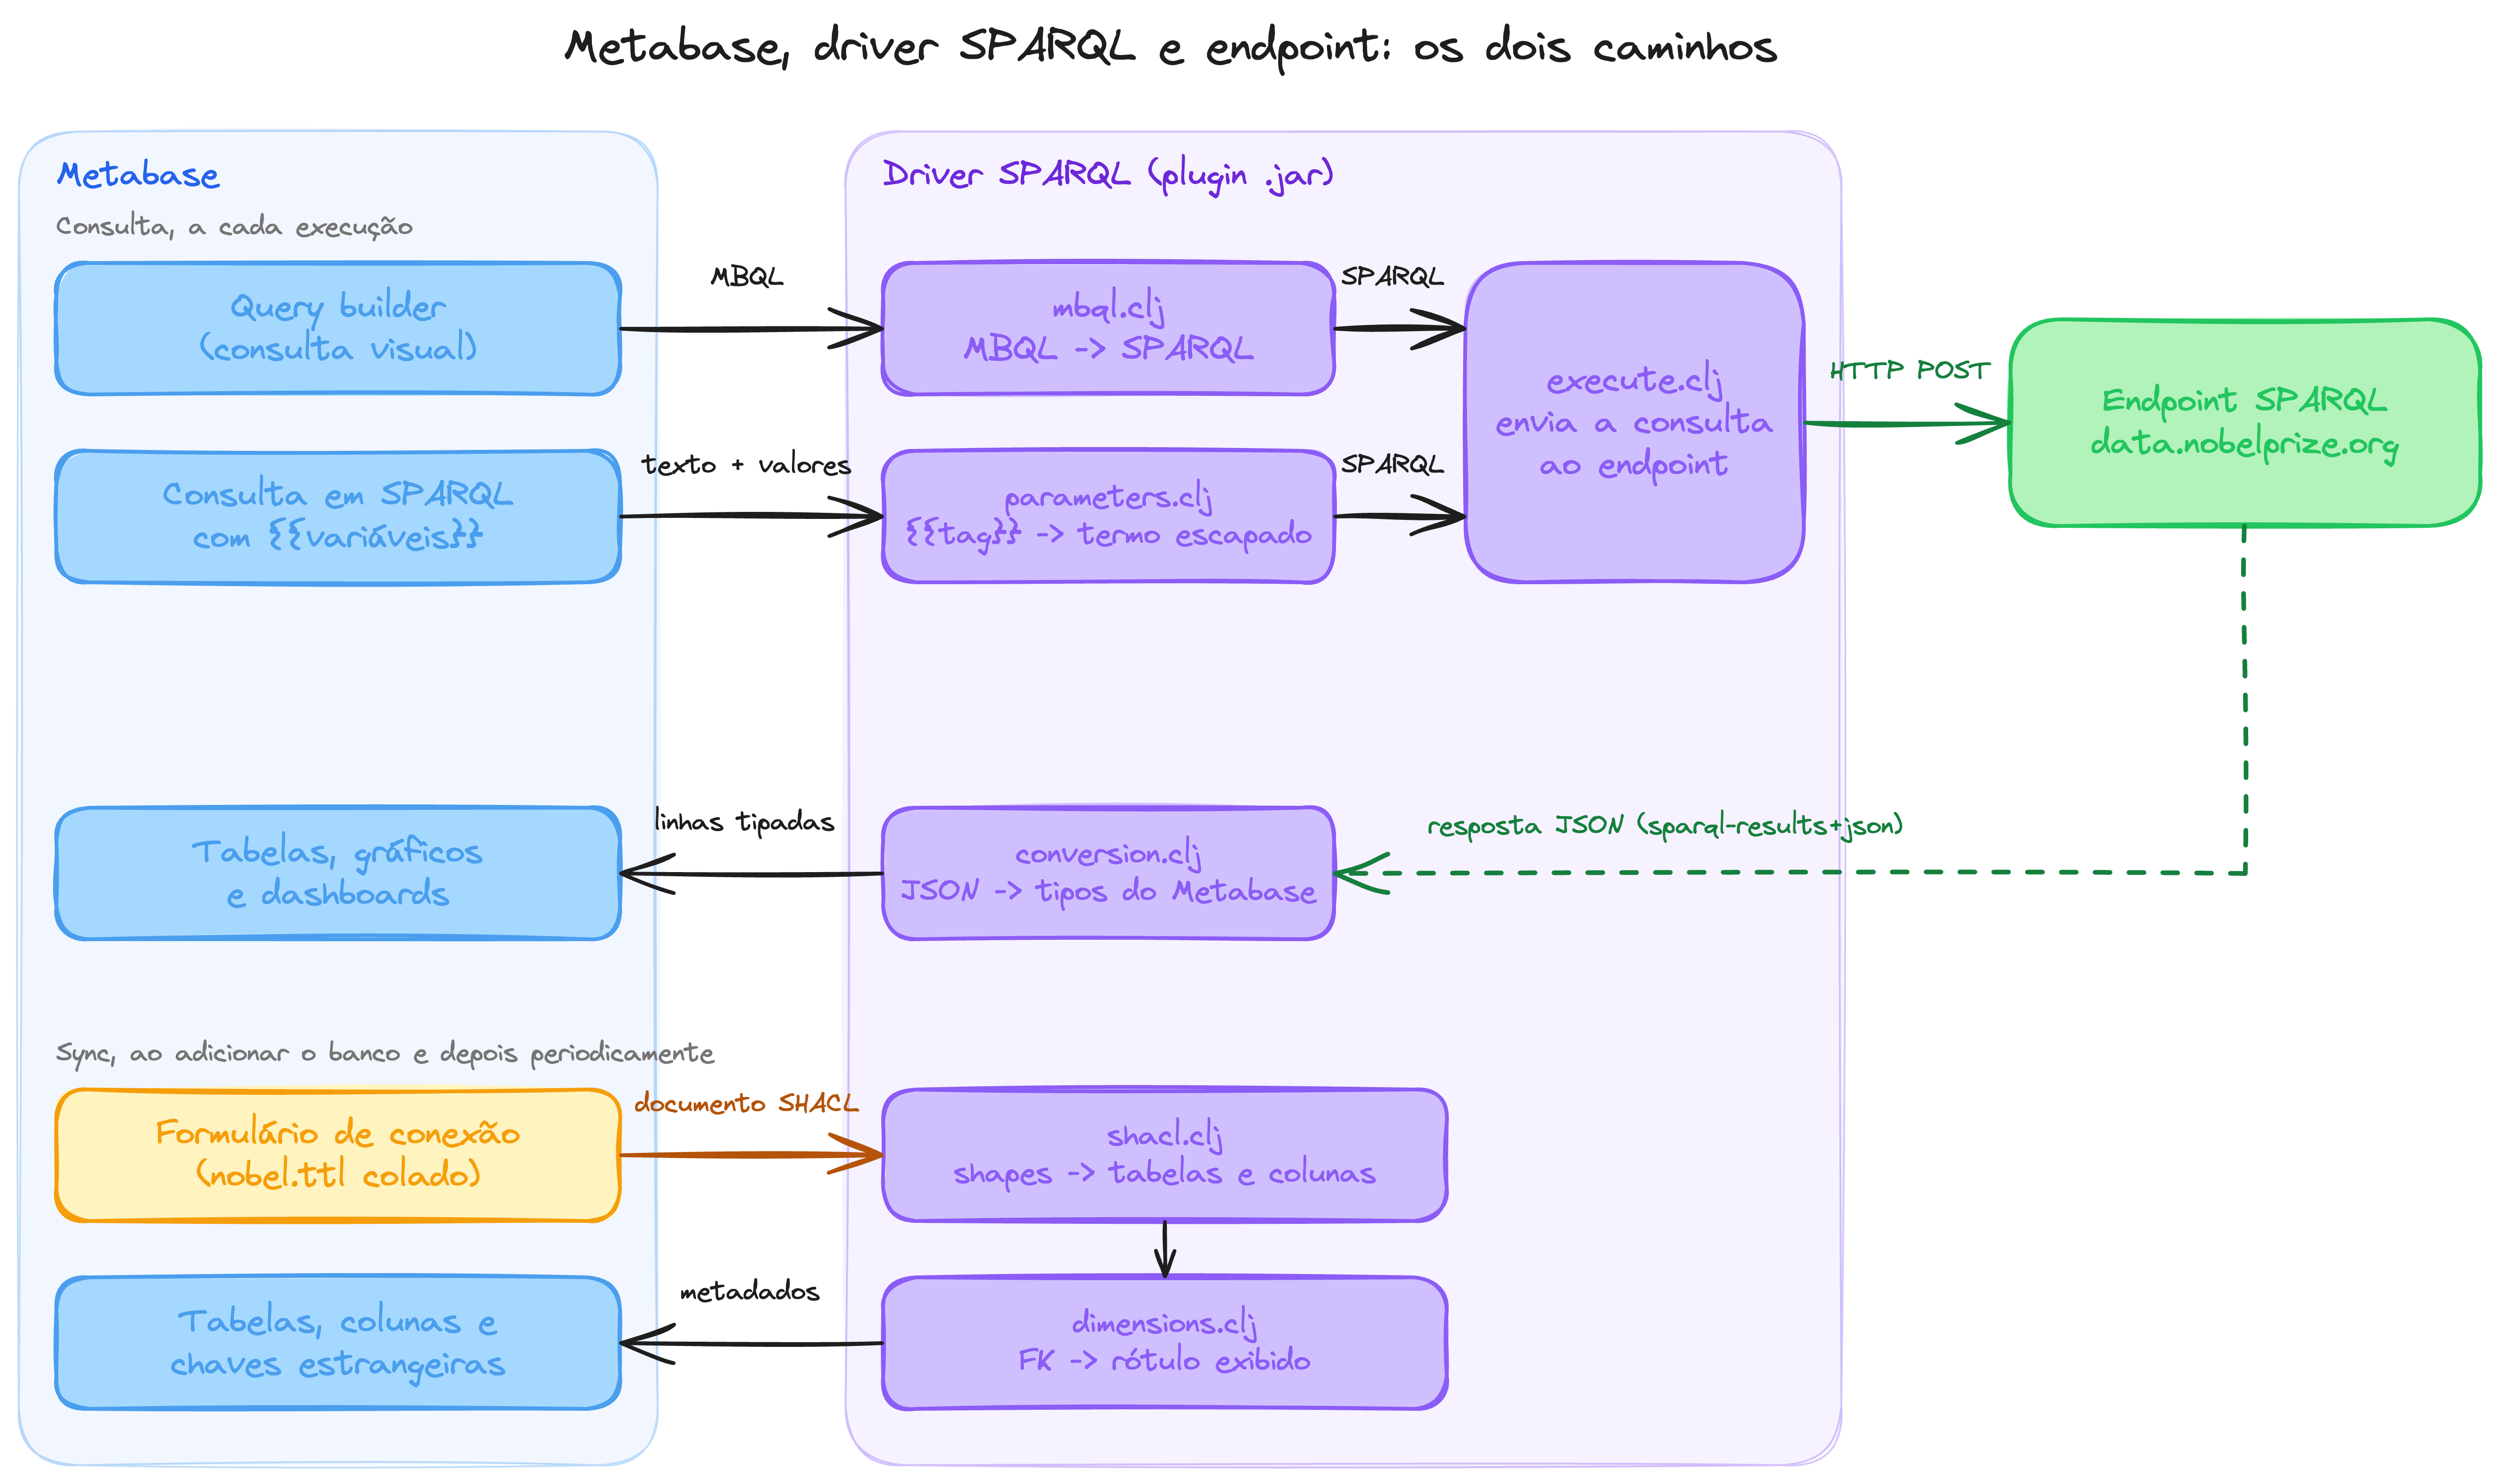 Metabase, driver SPARQL e endpoint: os dois caminhos
Metabase
Driver SPARQL (plugin .jar)
Consulta, a cada execução
Query builder
(consulta visual)
MBQL
mbql.clj
MBQL -> SPARQL
SPARQL
execute.clj
envia a consulta
ao endpoint
HTTP POST
Endpoint SPARQL
data.nobelprize.org
Consulta em SPARQL
com {{variáveis}}
texto + valores
parameters.clj
{{tag}} -> termo escapado
SPARQL
Tabelas, gráficos
e dashboards
linhas tipadas
conversion.clj
JSON -> tipos do Metabase
resposta JSON (sparql-results+json)
Sync, ao adicionar o banco e depois periodicamente
Formulário de conexão
(nobel.ttl colado)
documento SHACL
shacl.clj
shapes -> tabelas e colunas
Tabelas, colunas e
chaves estrangeiras
metadados
dimensions.clj
FK -> rótulo exibido